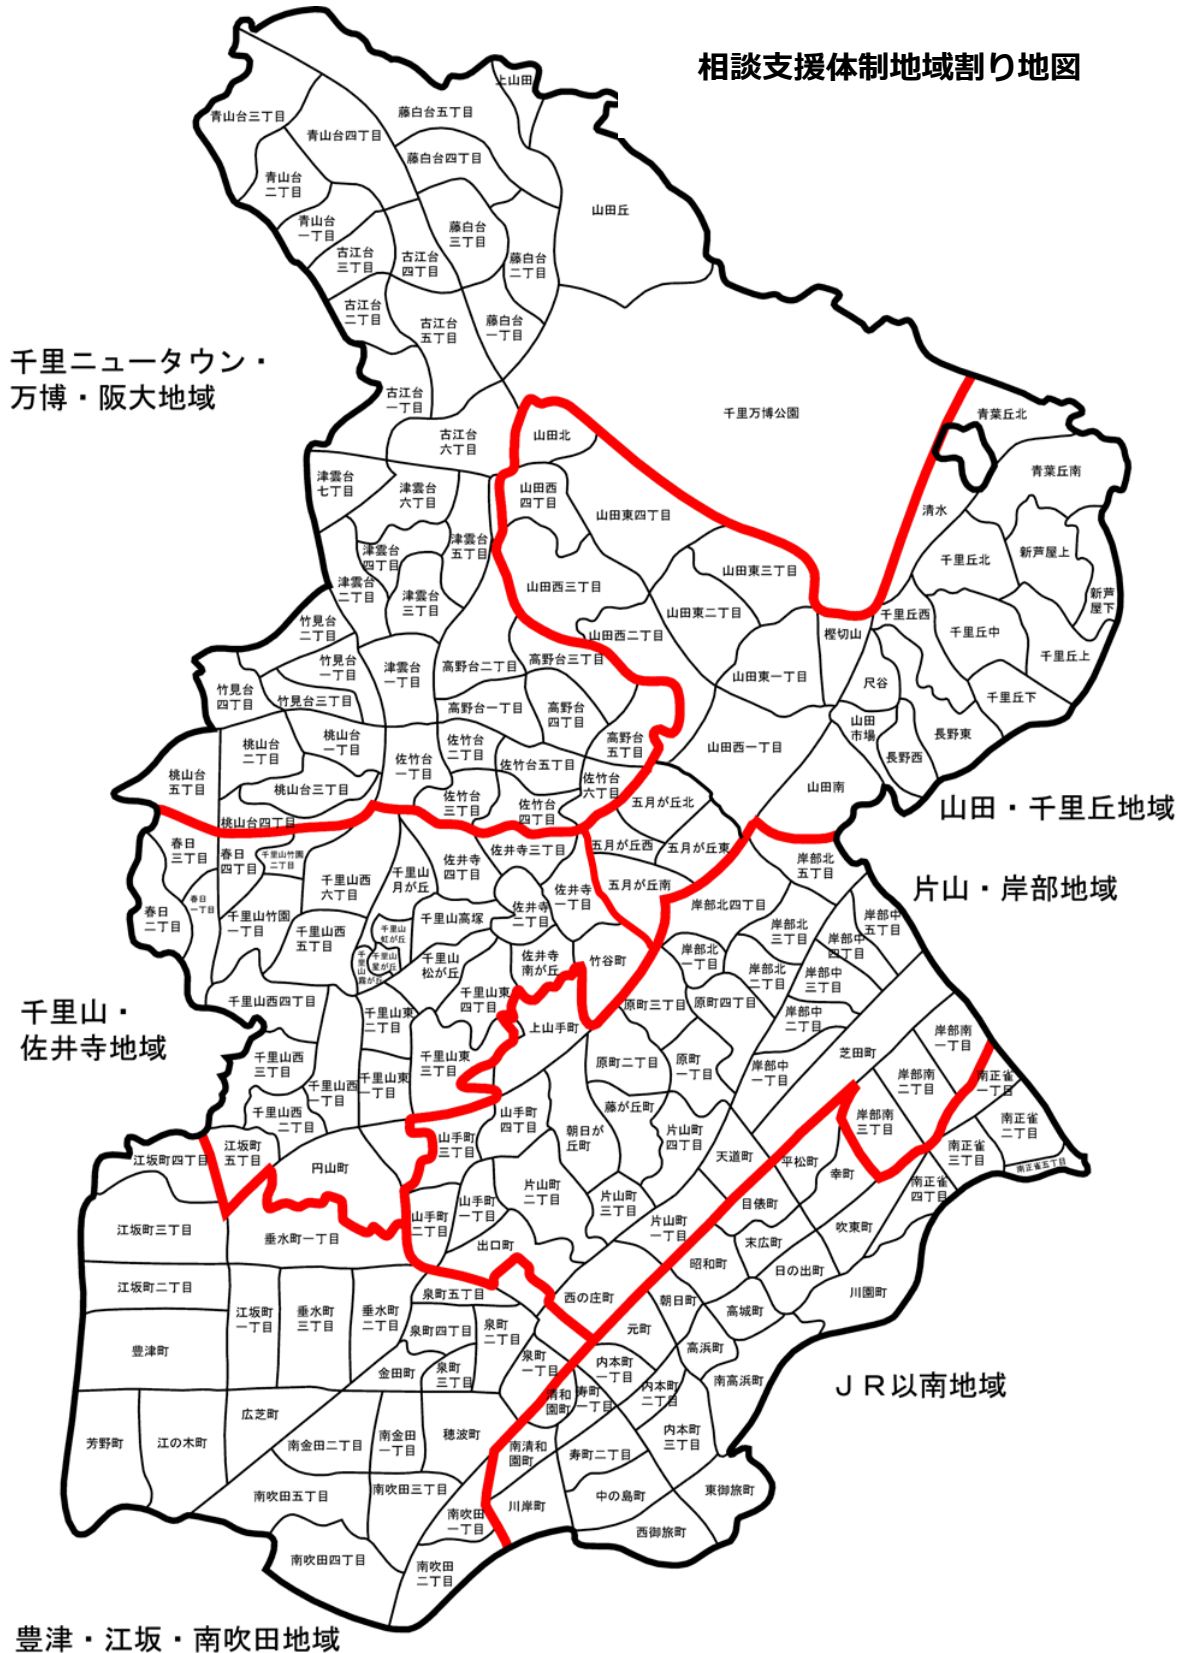 相談支援体制地域割り地図
上山田
青山台三丁目
藤白台五丁目
青山台四丁目
藤白台四丁目
青山台
二丁目
山田丘
青山台
一丁目
藤白台
三丁目
古江台
三丁目
古江台
四丁目
藤白台
二丁目
古江台
二丁目
古江台
五丁目
藤白台
一丁目
千里ニュータウン・
万博・阪大地域
古江台
一丁目
千里万博公園
青葉丘北
古江台
六丁目
山田北
青葉丘南
津雲台
七丁目
津雲台
六丁目
山田西
四丁目
山田東四丁目
清水
津雲台
五丁目
津雲台
四丁目
千里丘北
新芦屋上
津雲台
二丁目
津雲台
三丁目
山田西三丁目
山田東三丁目
新芦
屋下
竹見台
二丁目
山田東二丁目
千里丘西
山田西二丁目
樫切山
千里丘中
竹見台
一丁目
津雲台
一丁目
高野台二丁目
高野台三丁目
千里丘上
山田東一丁目
尺谷
竹見台
四丁目
竹見台三丁目
高野台一丁目
高野台
四丁目
千里丘下
山田
市場
長野東
桃山台
二丁目
桃山台
一丁目
佐竹台
二丁目
高野台
五丁目
山田西一丁目
長野西
佐竹台
一丁目
佐竹台五丁目
桃山台
五丁目
桃山台三丁目
佐竹台
六丁目
山田南
佐竹台
三丁目
佐竹台
四丁目
五月が丘北
山田・千里丘地域
桃山台四丁目
春日
三丁目
春日
四丁目
千里山竹園
二丁目
佐井寺三丁目
五月が丘西
五月が丘東
千里山西
六丁目
千里山
月が丘
佐井寺
四丁目
岸部北
五丁目
片山・岸部地域
五月が丘南
春日
一丁目
春日
二丁目
千里山竹園
一丁目
千里山高塚
佐井寺
二丁目
佐井寺
一丁目
岸部北四丁目
岸部中
五丁目
千里山西
五丁目
千里山
虹が丘
岸部北
三丁目
岸部中
四丁目
千里山
星が丘
千里山
霧が丘
千里山
松が丘
佐井寺
南が丘
竹谷町
岸部北
一丁目
岸部北
二丁目
岸部中
三丁目
千里山・
佐井寺地域
千里山西四丁目
千里山東
四丁目
原町三丁目
原町四丁目
千里山東
二丁目
上山手町
岸部中
二丁目
岸部南
一丁目
千里山西
三丁目
千里山東
三丁目
原町二丁目
原町
一丁目
岸部中
一丁目
芝田町
千里山西
一丁目
千里山東
一丁目
岸部南
二丁目
南正雀
一丁目
千里山西
二丁目
山手町
四丁目
藤が丘町
岸部南
三丁目
南正雀
二丁目
江坂町四丁目
江坂町
五丁目
山手町
三丁目
朝日が
丘町
片山町
四丁目
円山町
天道町
平松町
南正雀
三丁目
南正雀五丁目
幸町
片山町
二丁目
片山町
三丁目
南正雀
四丁目
山手町
一丁目
目俵町
江坂町三丁目
垂水町一丁目
山手町
二丁目
片山町
一丁目
吹東町
出口町
末広町
昭和町
日の出町
江坂町二丁目
泉町五丁目
西の庄町
川園町
江坂町
一丁目
垂水町
三丁目
垂水町
二丁目
朝日町
高城町
泉町四丁目
泉町
二丁目
元町
豊津町
高浜町
金田町
泉町
三丁目
泉町
一丁目
内本町
一丁目
南高浜町
ＪＲ以南地域
清和
園町
寿町
一丁目
内本町
二丁目
広芝町
芳野町
江の木町
南金田二丁目
南金田
一丁目
穂波町
内本町
三丁目
南清和
園町
寿町二丁目
南吹田五丁目
南吹田三丁目
川岸町
中の島町
東御旅町
南吹田
一丁目
西御旅町
南吹田四丁目
南吹田
二丁目
豊津・江坂・南吹田地域